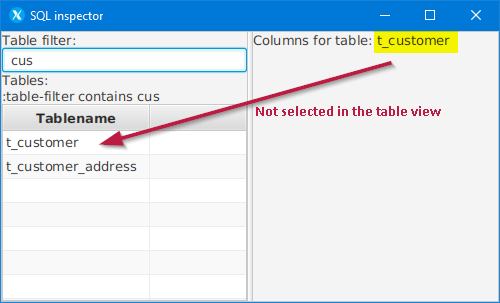 SQL inspector
Table filter:
cus
Tables:
:table-filter contains cus
Tablename
t_customer
t_customer_address
Columns for table: t_customer
Not selected in the table view